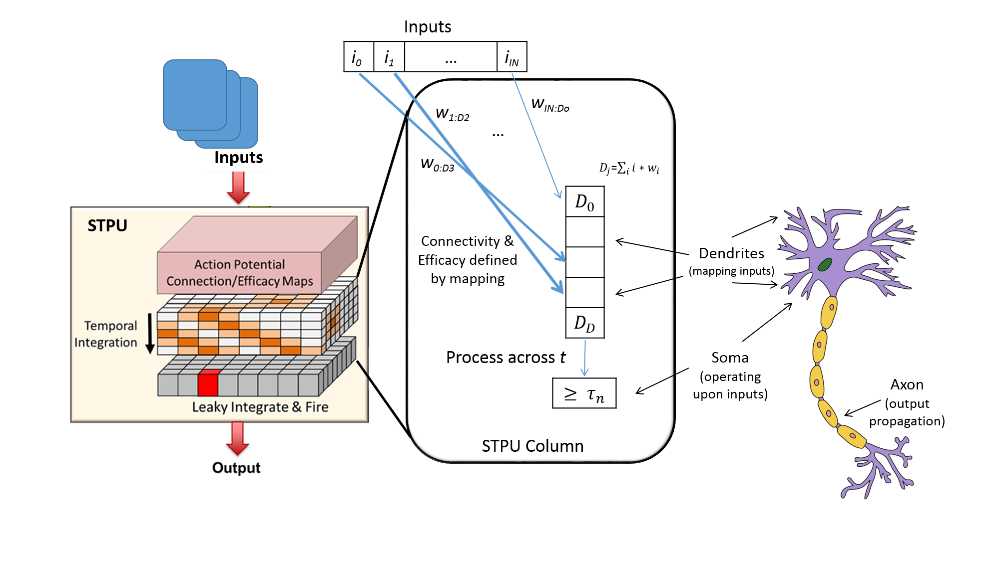 Inputs
i0 i1 ... iIN
Inputs
w1:D2
wIN:Do
...
w0:D3
Dj=∑i i * wi
STPU
Action Potential
Connection/Efficacy Maps
Temporal
Integration
Leaky Integrate & Fire
Output
D0
Connectivity &
Efficacy defined
by mapping
DD
Process across t
≥ τn
STPU Column
Dendrites
(mapping inputs)
Soma
(operating
upon inputs)
Axon
(output
propagation)